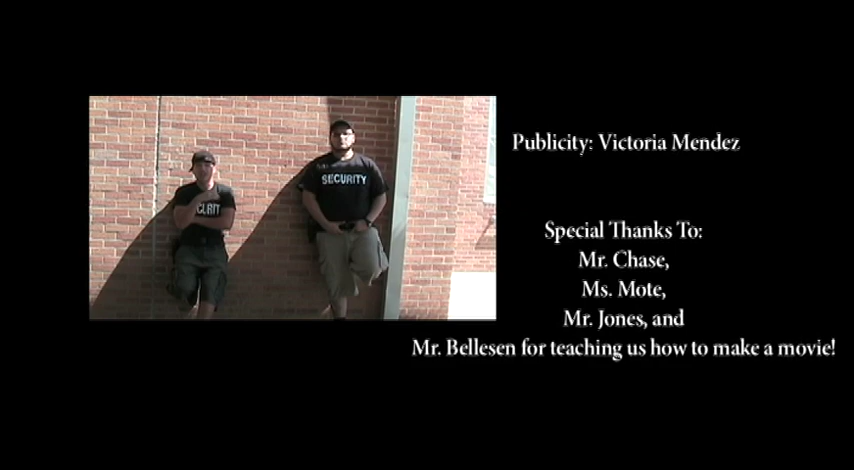 CURIT
SECURITY
Publicity: Victoria Mendez
Special Thanks To:
Mr. Chase,
Ms. Mote,
Mr. Jones, and
Mr. Bellesen for teaching us how to make a movie!